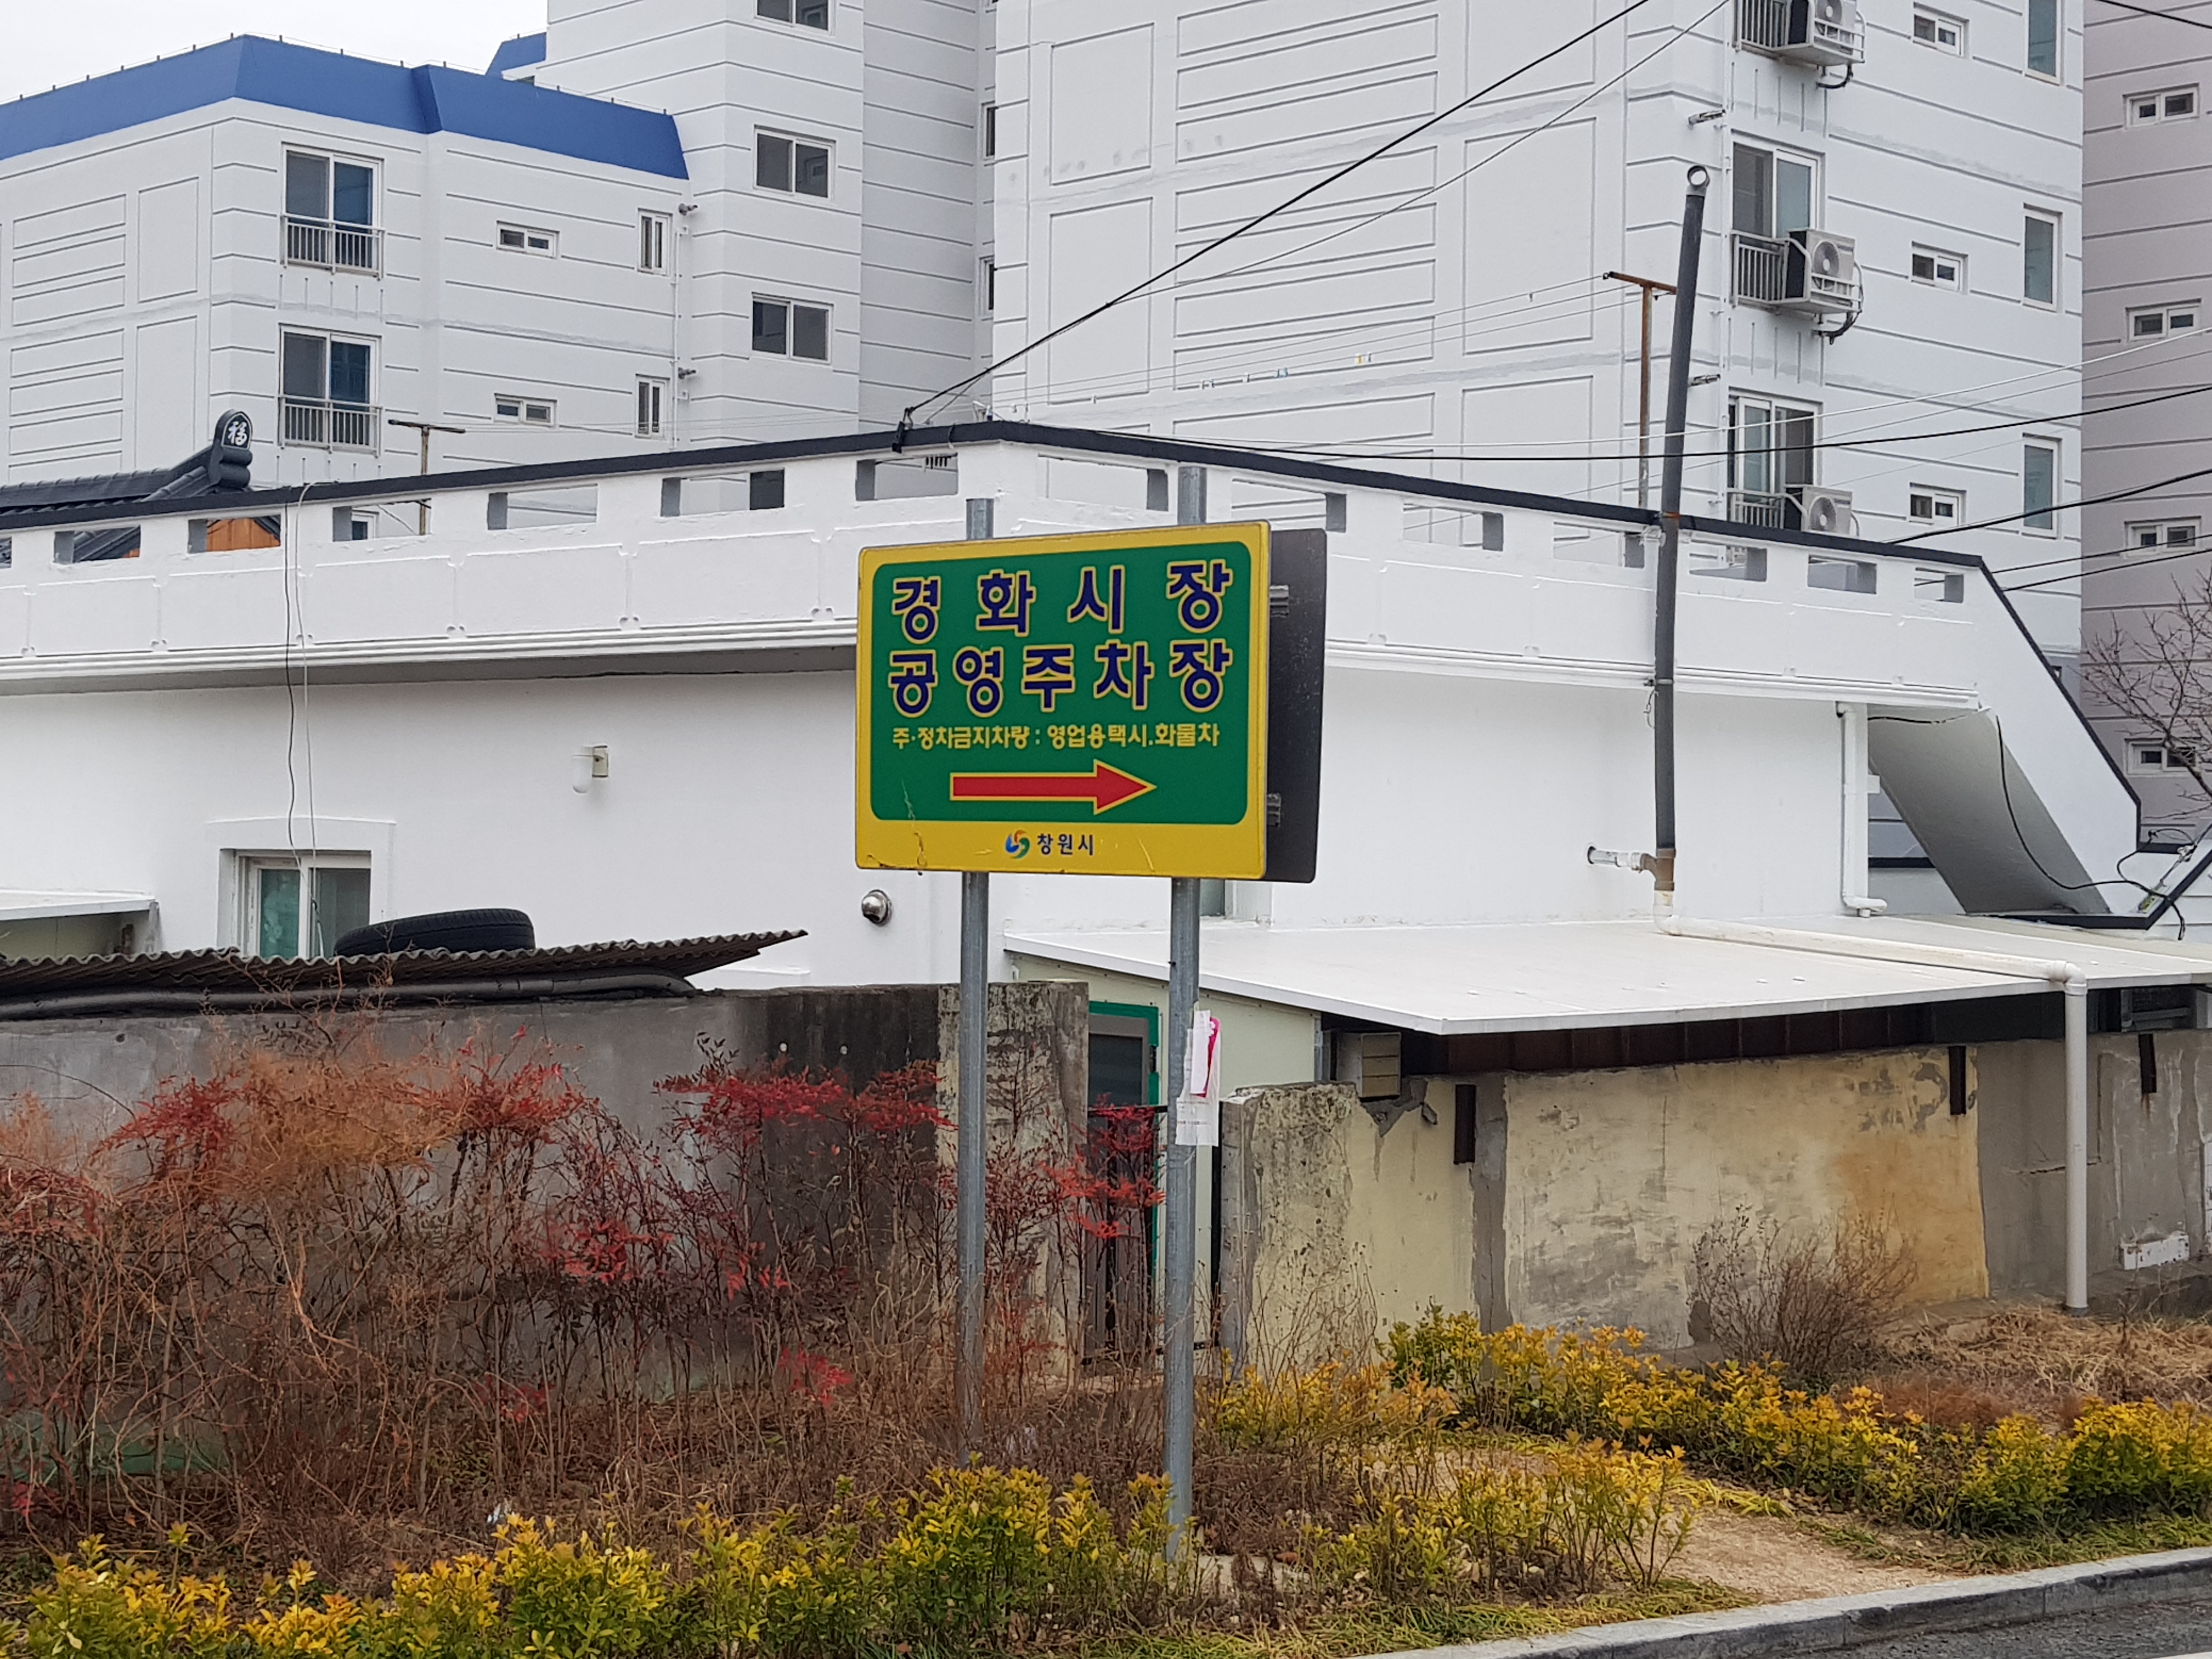 福
경화시장
공영주차장
주·정차금지차량 : 영업용택시.화물차
창원시